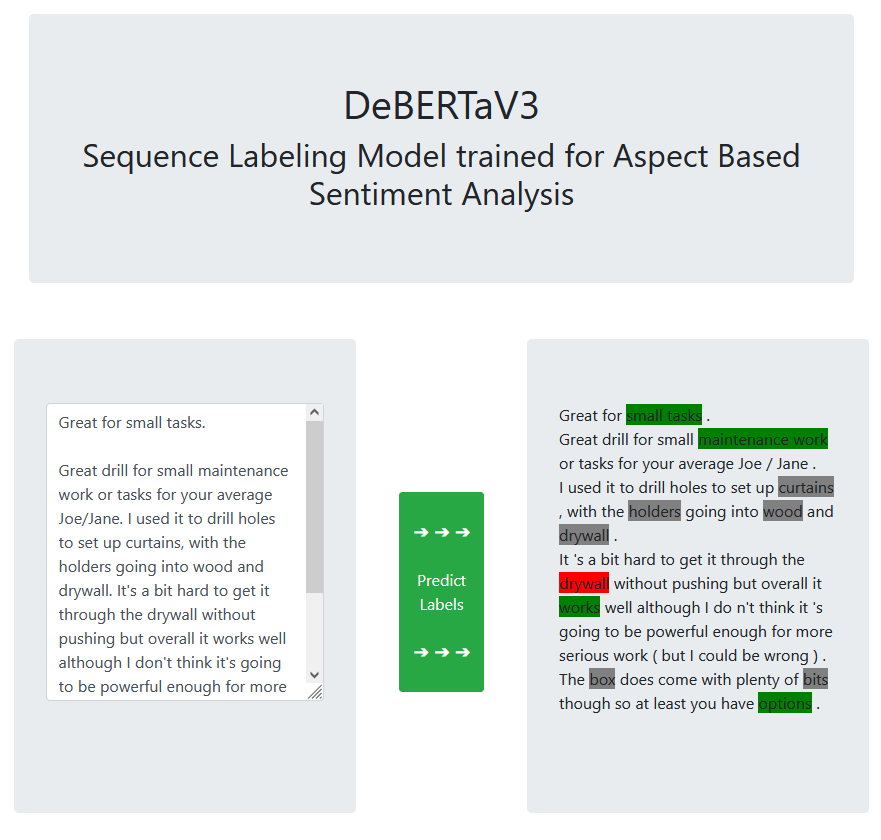 DeBERTaV3
Sequence Labeling Model trained for Aspect Based
Sentiment Analysis
Great for small tasks.
Great drill for small maintenance
work or tasks for your average
Joe/Jane. I used it to drill holes
to set up curtains, with the
holders going into wood and
drywall. It's a bit hard to get it
through the drywall without
pushing but overall it works well
although I don't think it's going
to be powerful enough for more
➔ ➔ ➔
Predict
Labels
➔ ➔ ➔
Great for small tasks .
Great drill for small maintenance work
or tasks for your average Joe / Jane .
I used it to drill holes to set up curtains
, with the holders going into wood and
drywall .
It 's a bit hard to get it through the
drywall without pushing but overall it
works well although I do n't think it 's
going to be powerful enough for more
serious work ( but I could be wrong ) .
The box does come with plenty of bits
though so at least you have options .